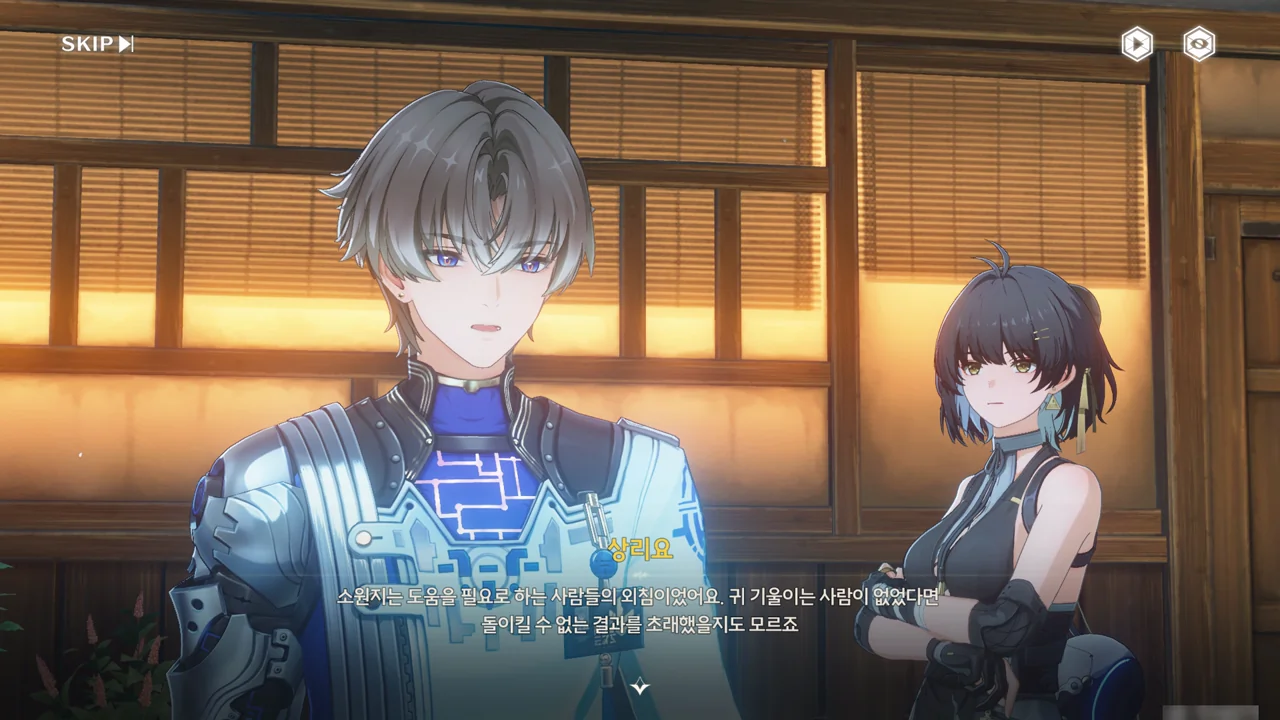 SKIP
상리요
소원지는 도움을 필요로 하는 사람들의 외침이었어요. 귀 기울이는 사람이 없었다면
돌이킬 수 없는 결과를 초래했을지도 모르죠